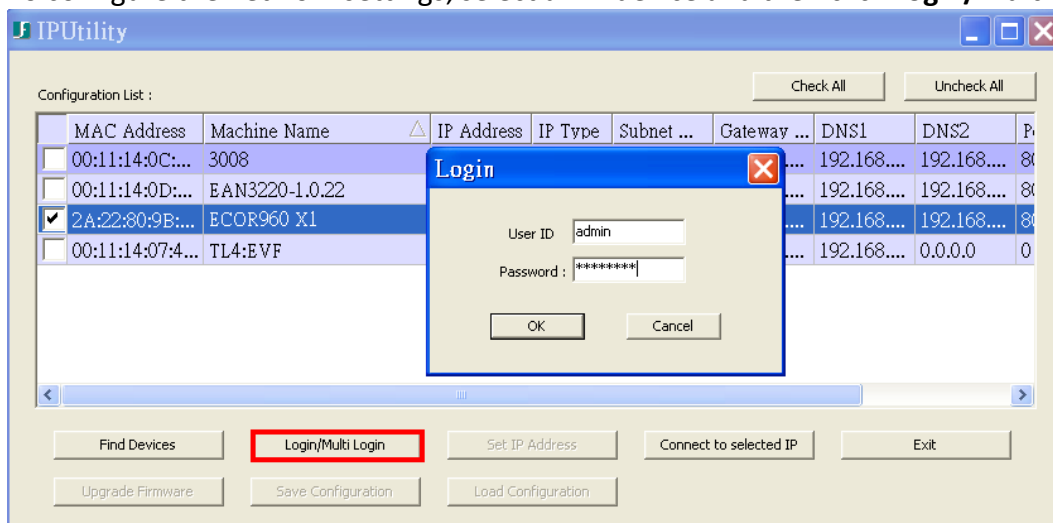 IPUtility
Configuration List :
Check All
Uncheck All
MAC Address Machine Name IP Address IP Type Subnet ... Gateway ... DNS1 DNS2
00:11:14:0C:... 3008 192.168.... 192.168....
00:11:14:0D:... EAN3220-1.0.22 192.168.... 192.168....
2A:22:80:9B:... ECOR960 X1 192.168.... 192.168....
00:11:14:07:4... TL4:EVF 192.168.... 0.0.0.0 0
Login
User ID admin
Password : ********
OK Cancel
Find Devices Login/Multi Login Set IP Address Connect to selected IP Exit
Upgrade Firmware Save Configuration Load Configuration